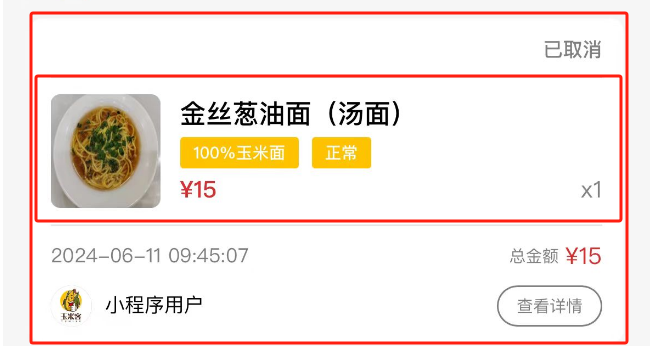 已取消
金丝葱油面（汤面）
100%玉米面 正常
¥15 x1
2024-06-11 09:45:07 总金额 ¥15
玉米客
小程序用户 查看详情